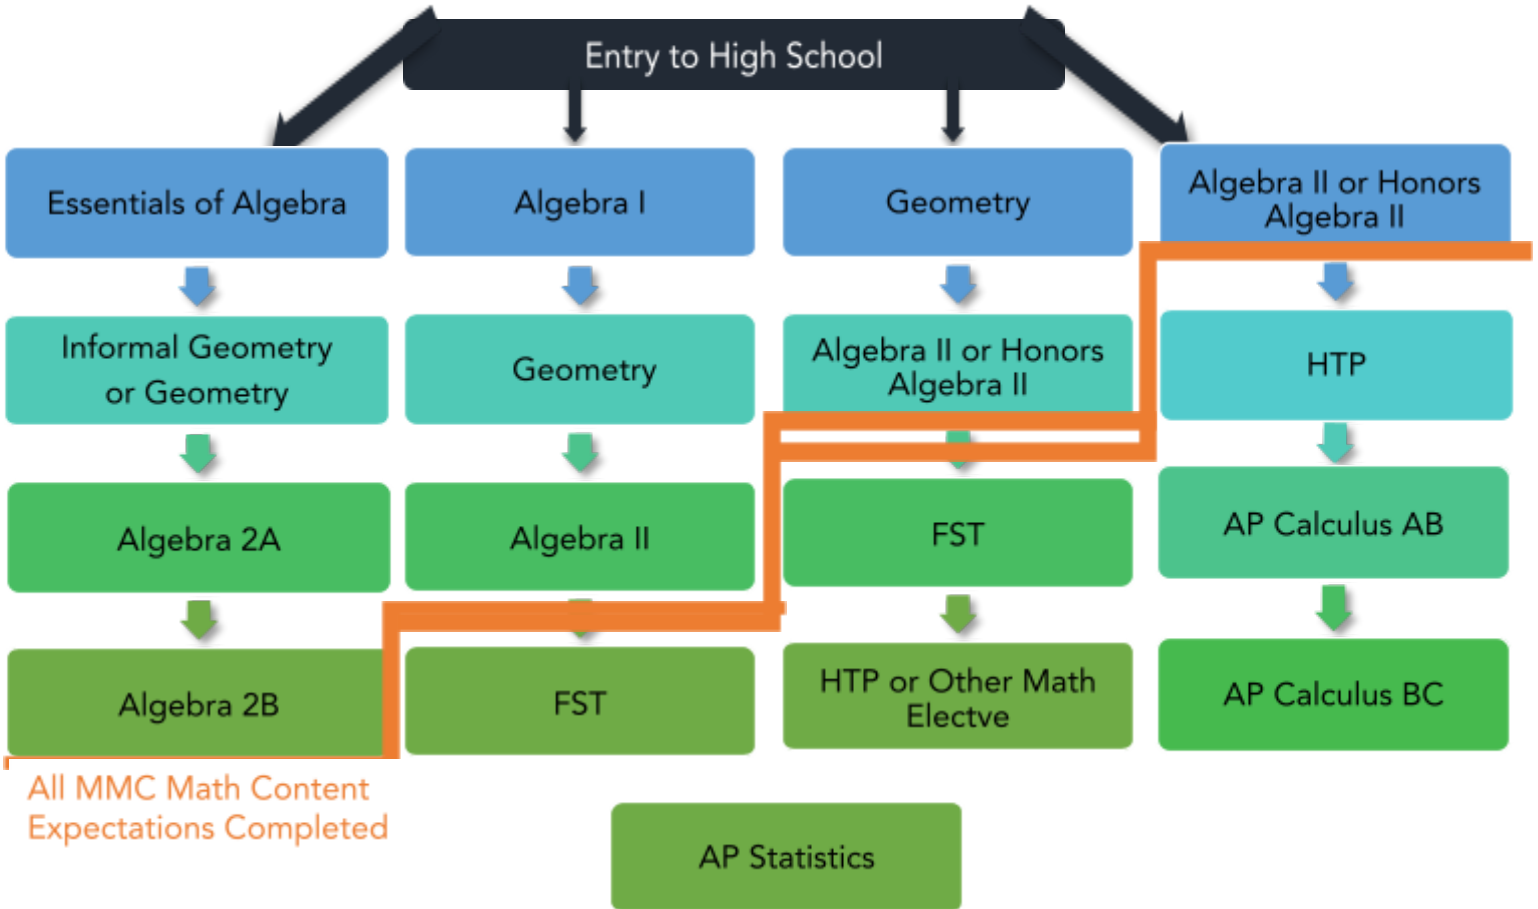 Entry to High School
Essentials of Algebra
Algebra I
Geometry
Algebra II or Honors
Algebra II
Informal Geometry
or Geometry
Geometry
Algebra II or Honors
Algebra II
HTP
Algebra 2A
Algebra II
FST
AP Calculus AB
Algebra 2B
FST
HTP or Other Math
Electve
AP Calculus BC
All MMC Math Content
Expectations Completed
AP Statistics